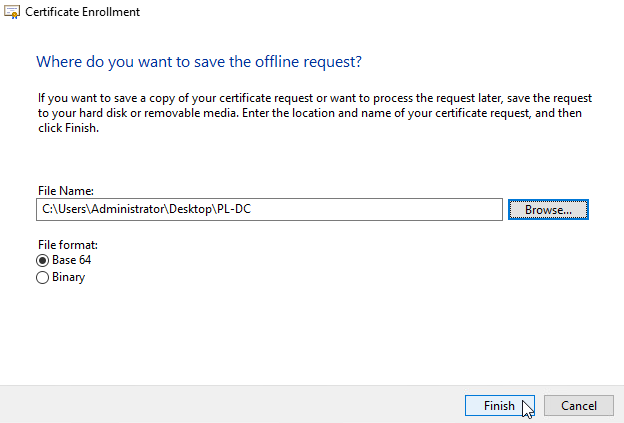 Certificate Enrollment
Where do you want to save the offline request?
If you want to save a copy of your certificate request or want to process the request later, save the request
to your hard disk or removable media. Enter the location and name of your certificate request, and then
click Finish.
File Name:
C:\Users\Administrator\Desktop\PL-DC
Browse...
File format:
Base 64
Binary
Finish
Cancel